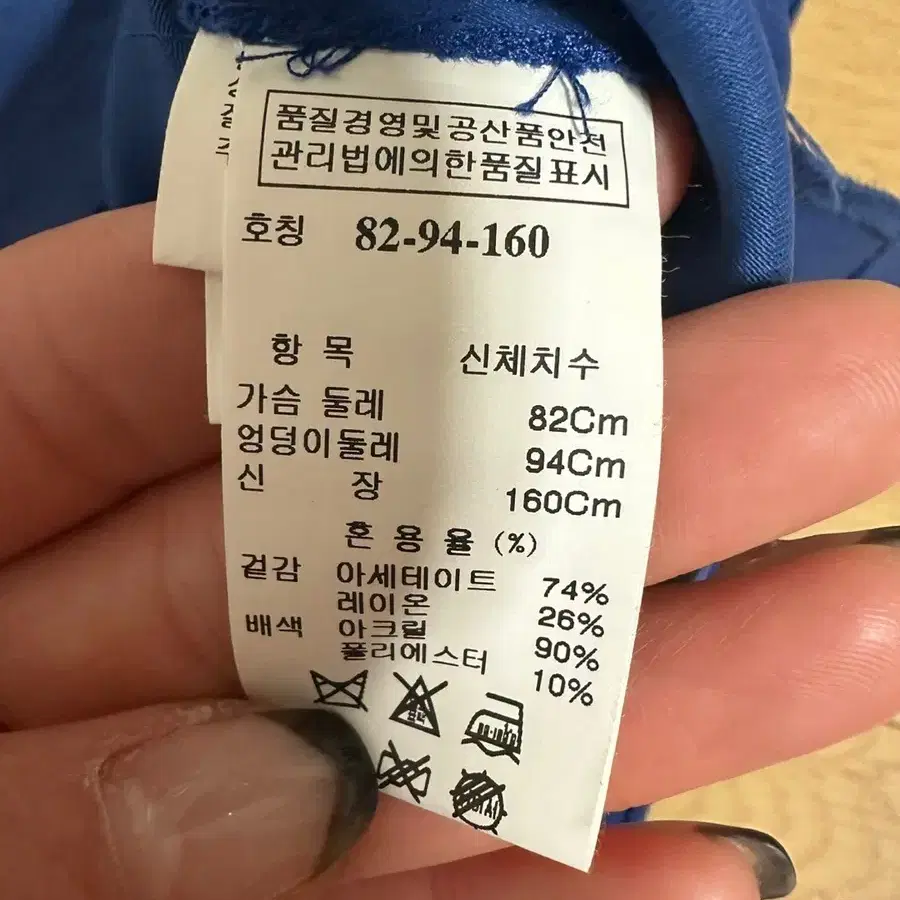 품질경영및공산품안전
관리법에의한품질표시
호칭 82-94-160
항 목 신체치수
가슴 둘레 82Cm
엉덩이둘레 94Cm
신 장 160Cm
혼 용 율 (%)
겉감 아세테이트 74%
레이온 26%
배색 아크릴 90%
폴리에스터 10%